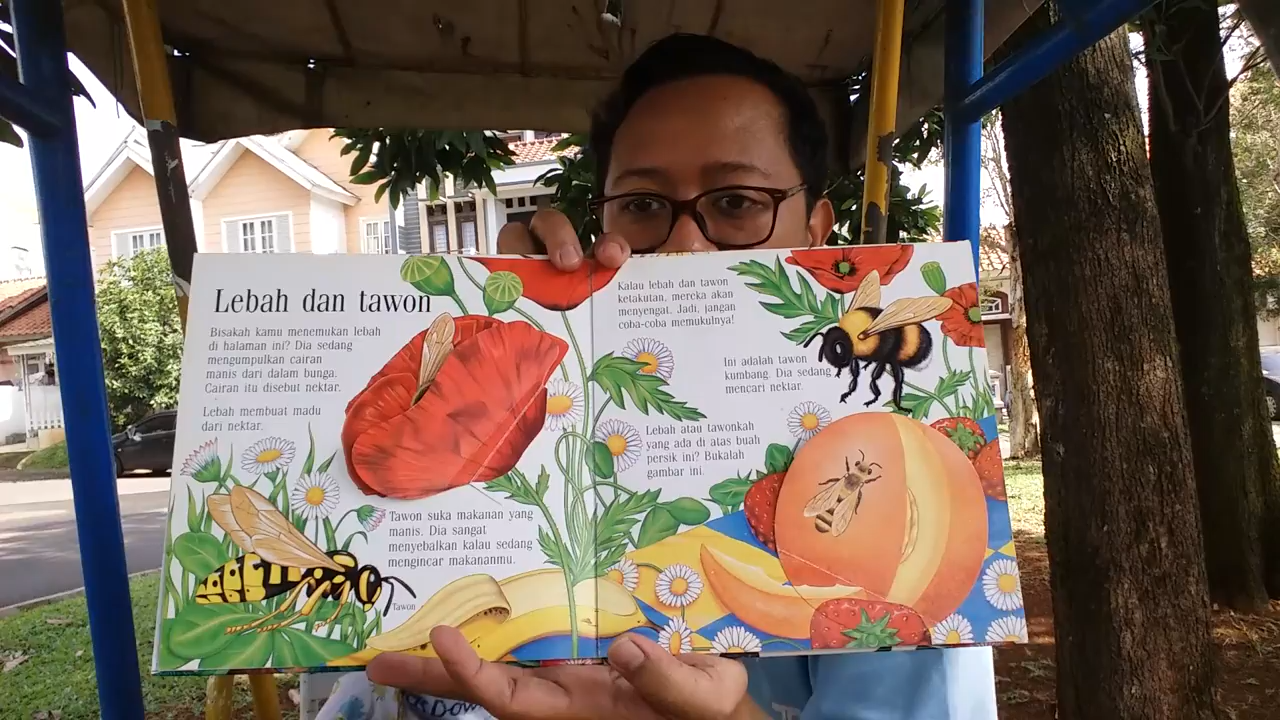 Lebah dan tawon
Bisakah kamu menemukan lebah
di halaman ini? Dia sedang
mengumpulkan cairan
manis dari dalam bunga.
Cairan itu disebut nektar.
Lebah membuat madu
dari nektar.
Tawon suka makanan yang
manis. Dia sangat
menyebalkan kalau sedang
mengincar makananmu.
Tawon
Kalau lebah dan tawon
ketakutan, mereka akan
menyengat. Jadi, jangan
coba-coba memukulnya!
Ini adalah tawon
kumbang. Dia sedang
mencari nektar.
Lebah atau tawonkah
yang ada di atas buah
persik ini? Bukalah
gambar ini.